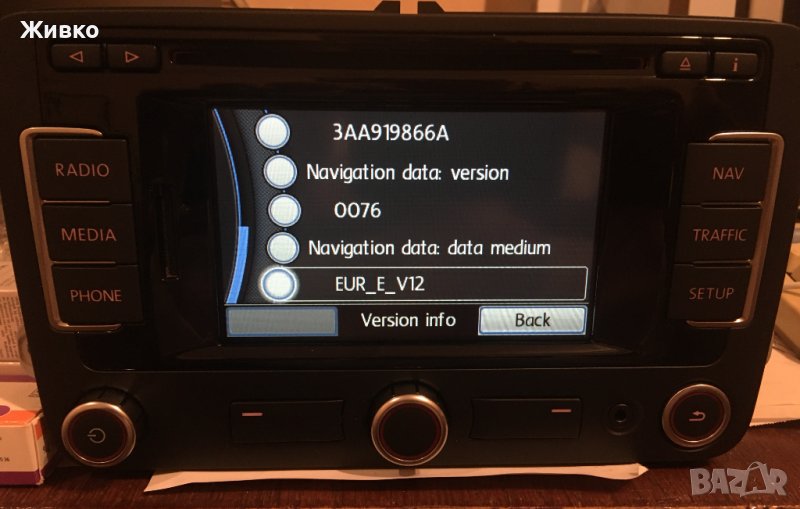 Живко
i
3AA919866A
Navigation data: version
0076
Navigation data: data medium
EUR_E_V12
Version info
Back
RADIO
MEDIA
PHONE
NAV
TRAFFIC
SETUP
BAZAR